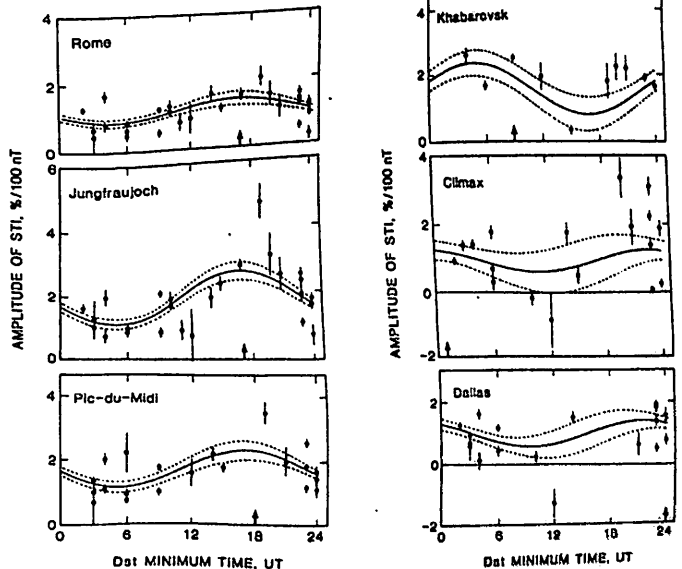 4
Rome
2
0
6
Jungfraujoch
4
2
0
4
Pic-du-Midi
2
0
0 6 12 18 24
Dst MINIMUM TIME, UT
AMPLITUDE OF STI, %/100 nT
4
Khabarovsk
2
0
4
Climax
2
0
-2
Dallas
2
0
-2
0 6 12 18 24
Dst MINIMUM TIME, UT
AMPLITUDE OF STI, %/100 nT